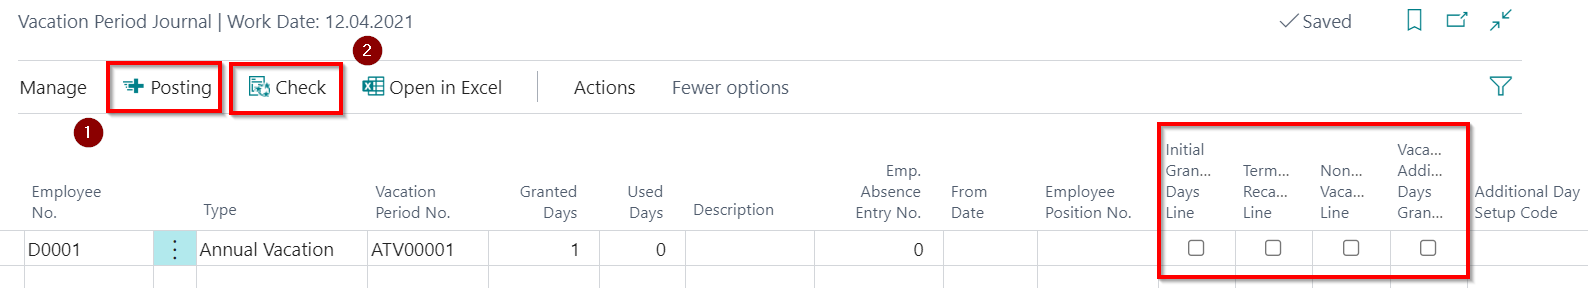 Vacation Period Journal | Work Date: 12.04.2021
Saved
2
Manage
Posting
Check
Open in Excel
Actions
Fewer options
1
Employee
No.
Type
Vacation
Period No.
Granted
Days
Used
Days
Description
Emp.
Absence
Entry No.
From
Date
Employee
Position No.
Initial
Gran...
Days
Line
Term...
Reca...
Line
Non...
Vaca...
Line
Vaca...
Addi...
Days
Gran...
Additional Day
Setup Code
D0001
Annual Vacation
ATV00001
1
0
0